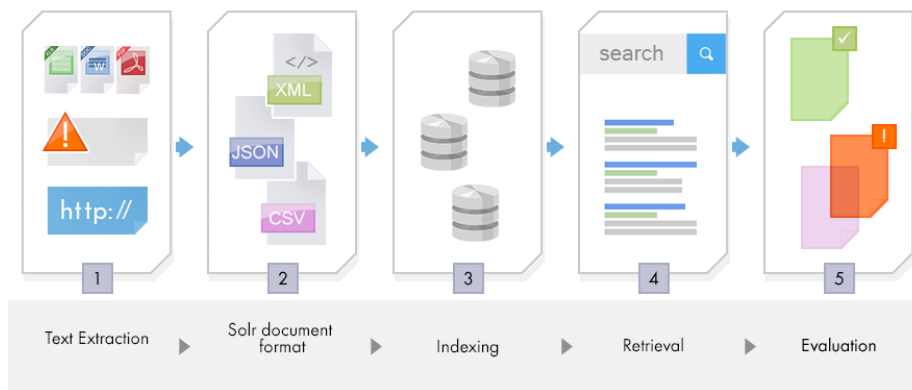 W
!
http://
</>
XML
JSON
CSV
search
✓
!
1
2
3
4
5
Text Extraction
Solr document
format
Indexing
Retrieval
Evaluation